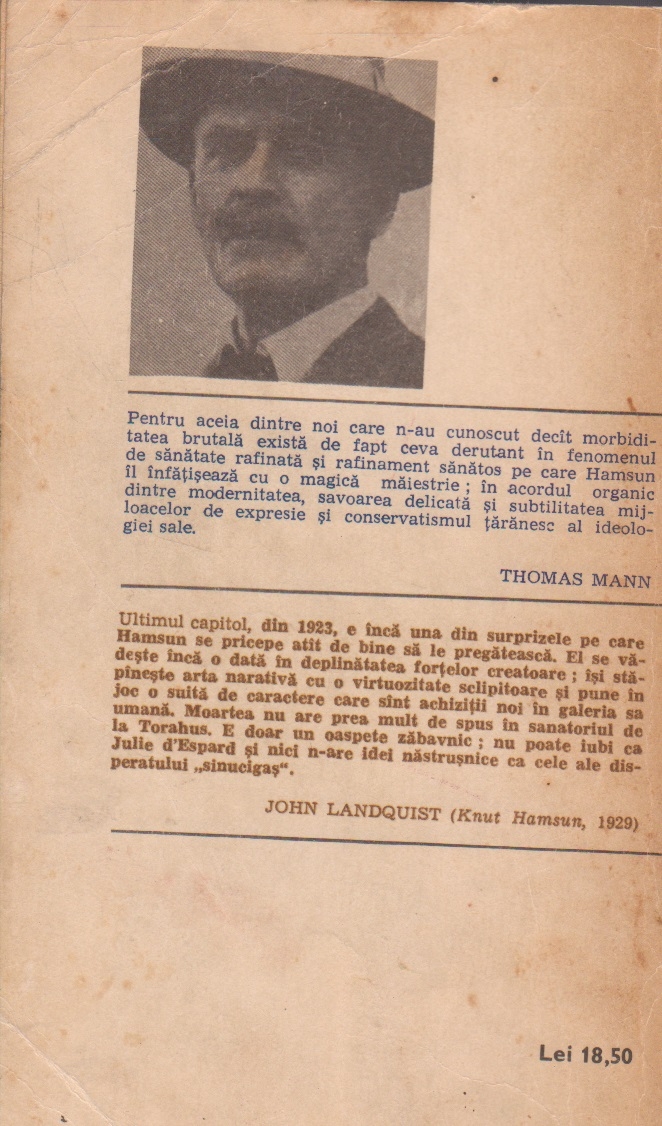 Pentru aceia dintre noi care n-au cunoscut decît morbidi-
tatea brutală există de fapt ceva derutant în fenomenul
de sănătate rafinată și rafinament sănătos pe care Hamsun
îl înfățișează cu o magică măiestrie ; în acordul organic
dintre modernitatea, savoarea delicată și subtilitatea mij-
loacelor de expresie și conservatismul țărănesc al ideolo-
giei sale.
THOMAS MANN
Ultimul capitol, din 1923, e încă una din surprizele pe care
Hamsun se pricepe atît de bine să le pregătească. El se vă-
dește încă o dată în deplinătatea forțelor creatoare ; își stă-
pînește arta narativă cu o virtuozitate sclipitoare și pune în
joc o suită de caractere care sînt achiziții noi în galeria sa
umană. Moartea nu are prea mult de spus în sanatoriul de
la Torahus. E doar un oaspete zăbavnic ; nu poate iubi ca
Julie d'Espard și nici n-are idei năstrușnice ca cele ale dis-
peratului „sinucigaș“.
JOHN LANDQUIST (Knut Hamsun, 1929)
Lei 18,50